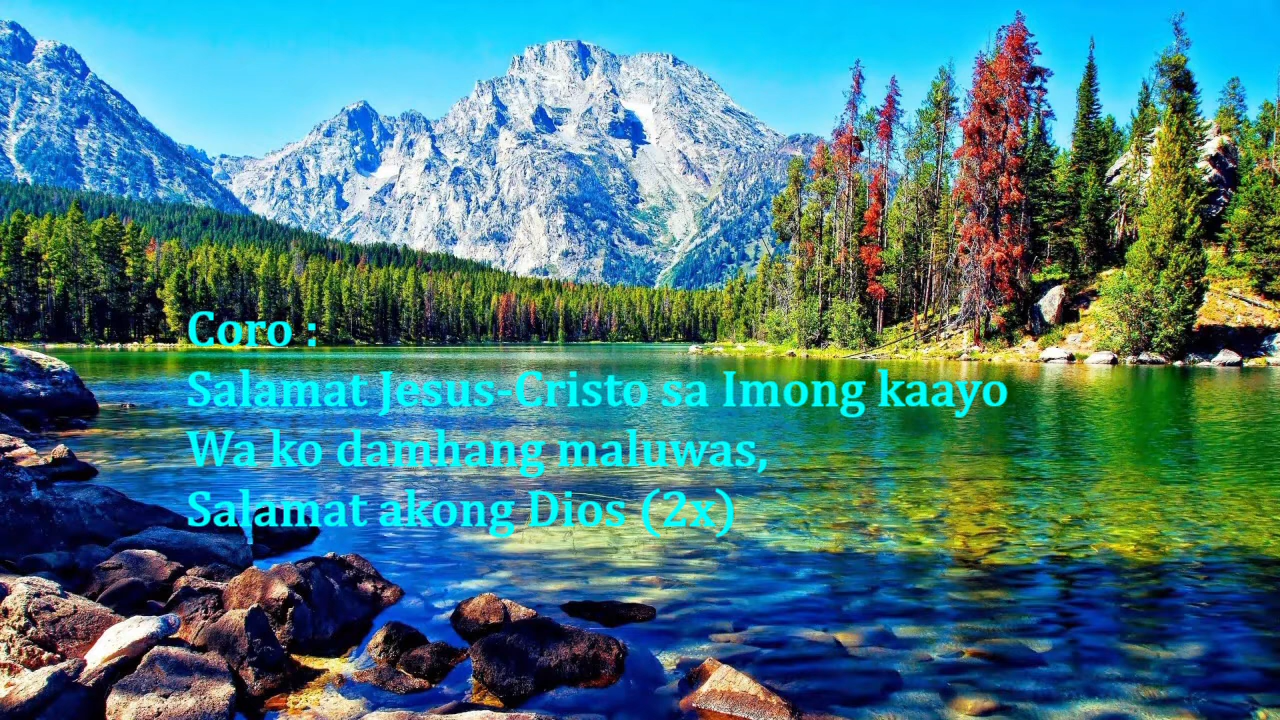 Coro :
Salamat Jesus-Cristo sa Imong kaayo
Wa ko damhang maluwas,
Salamat akong Dios (2x)